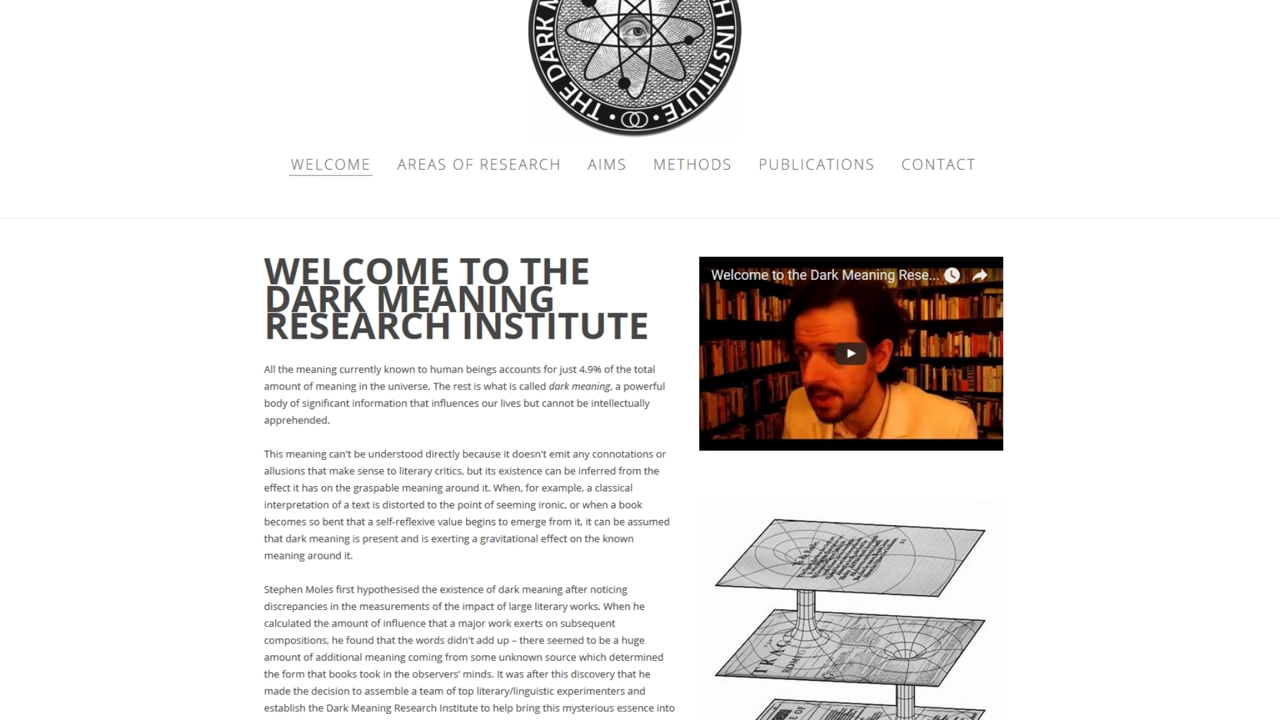 THE DARK M
CH INSTITUTE
WELCOME AREAS OF RESEARCH AIMS METHODS PUBLICATIONS CONTACT
WELCOME TO THE
DARK MEANING
RESEARCH INSTITUTE
All the meaning currently known to human beings accounts for just 4.9% of the total
amount of meaning in the universe. The rest is what is called dark meaning, a powerful
body of significant information that influences our lives but cannot be intellectually
apprehended.
This meaning can't be understood directly because it doesn't emit any connotations or
allusions that make sense to literary critics, but its existence can be inferred from the
effect it has on the graspable meaning around it. When, for example, a classical
interpretation of a text is distorted to the point of seeming ironic, or when a book
becomes so bent that a self-reflexive value begins to emerge from it, it can be assumed
that dark meaning is present and is exerting a gravitational effect on the known
meaning around it.
Stephen Moles first hypothesised the existence of dark meaning after noticing
discrepancies in the measurements of the impact of large literary works. When he
calculated the amount of influence that a major work exerts on subsequent
compositions, he found that the words didn't add up – there seemed to be a huge
amount of additional meaning coming from some unknown source which determined
the form that books took in the observers' minds. It was after this discovery that he
made the decision to assemble a team of top literary/linguistic experimenters and
establish the Dark Meaning Research Institute to help bring this mysterious essence into
Welcome to the Dark Meaning Rese...